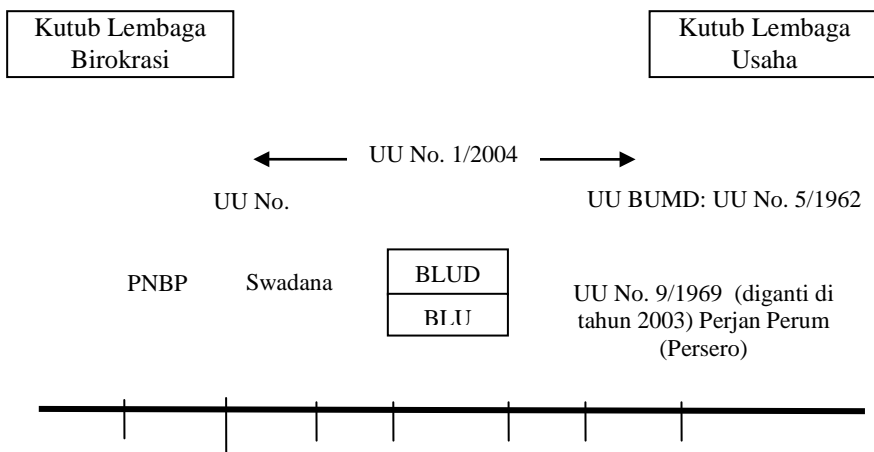 Kutub Lembaga
Birokrasi
Kutub Lembaga
Usaha
UU No. 1/2004
UU No.
UU BUMD: UU No. 5/1962
PNBP
Swadana
BLUD
BLU
UU No. 9/1969 (diganti di
tahun 2003) Perjan Perum
(Persero)